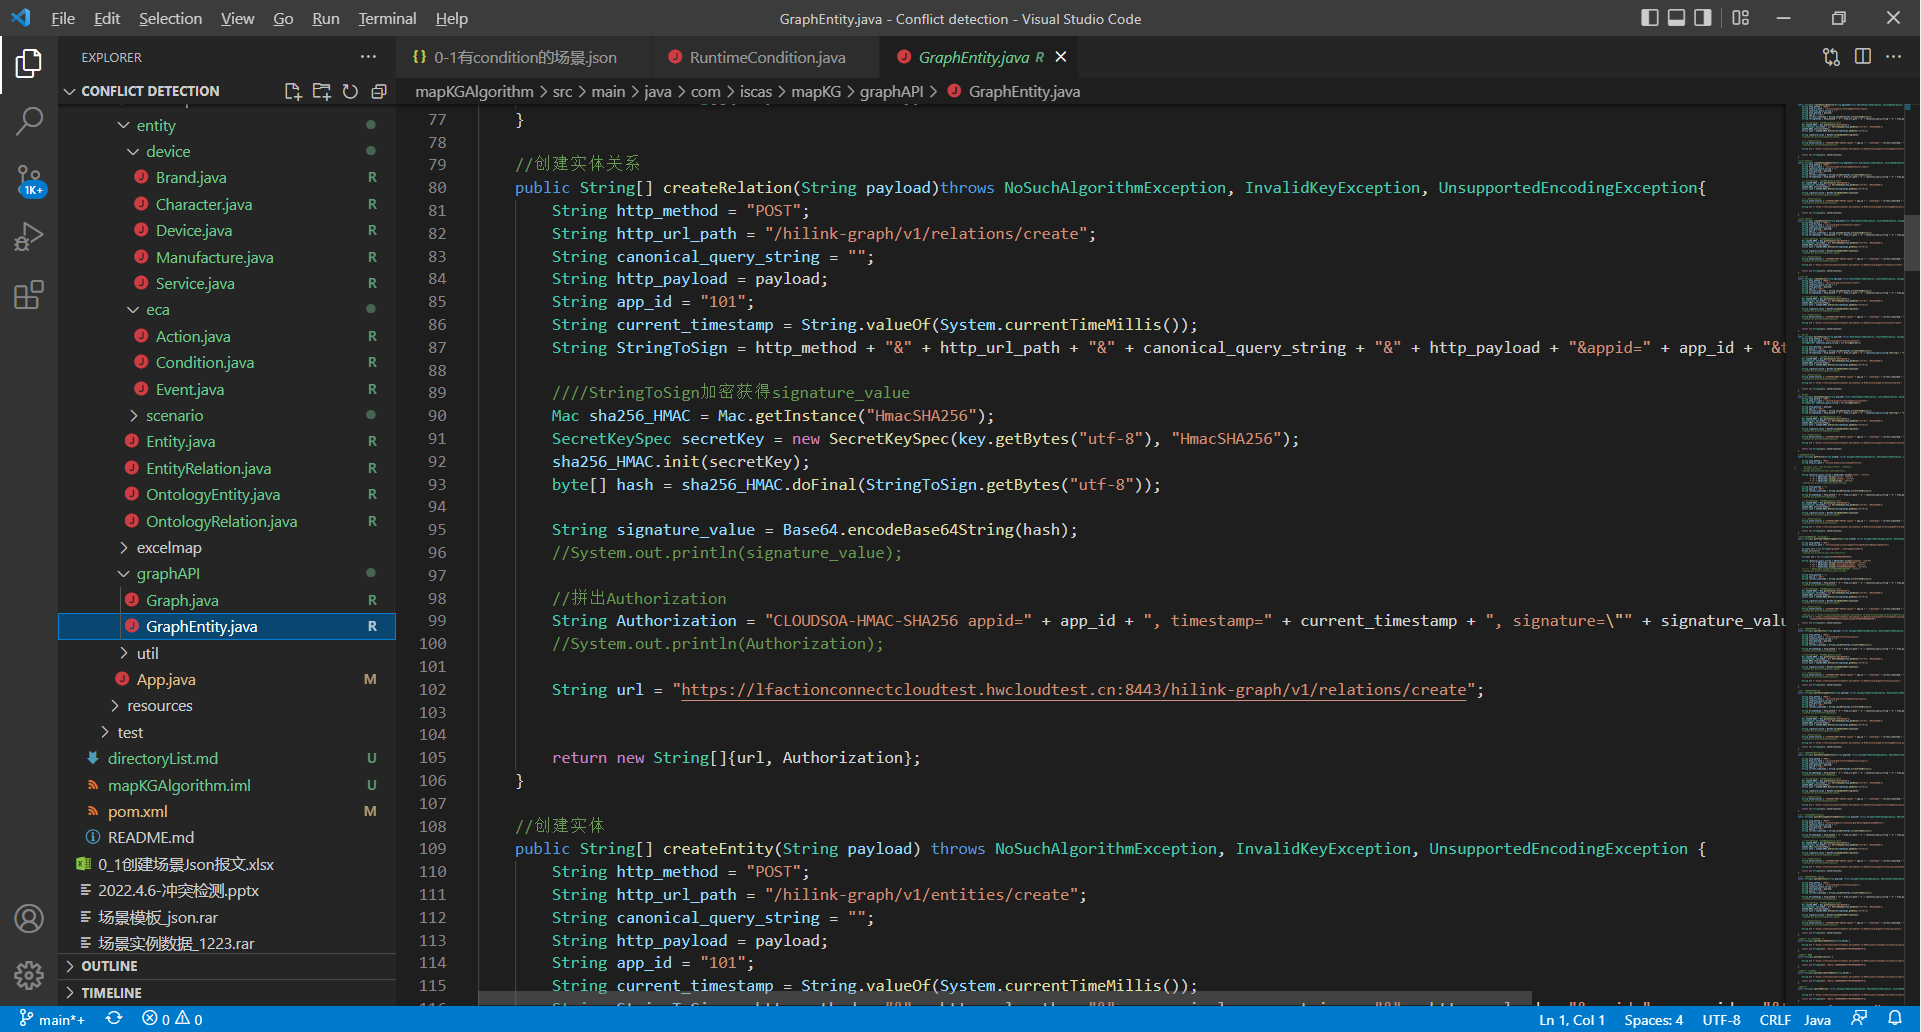 File Edit Selection View Go Run Terminal Help
GraphEntity.java - Conflict detection - Visual Studio Code
EXPLORER
0-1有condition的场景.json
RuntimeCondition.java
GraphEntity.java R
CONFLICT DETECTION
mapKGAlgorithm > src > main > java > com > iscas > mapKG > graphAPI > GraphEntity.java
entity
device
Brand.java R
Character.java R
Device.java R
Manufacture.java R
Service.java R
eca
Action.java R
Condition.java R
Event.java R
scenario
Entity.java R
EntityRelation.java R
OntologyEntity.java R
OntologyRelation.java R
excelmap
graphAPI
Graph.java R
GraphEntity.java R
util
App.java M
resources
test
directoryList.md U
mapKGAlgorithm.iml U
pom.xml M
README.md
0_1创建场景Json报文.xlsx
2022.4.6-冲突检测.pptx
场景模板_json.rar
场景实例数据_1223.rar
OUTLINE
TIMELINE
1K+
77 }
78
79 //创建实体关系
80 public String[] createRelation(String payload)throws NoSuchAlgorithmException, InvalidKeyException, UnsupportedEncodingException{
81 String http_method = "POST";
82 String http_url_path = "/hilink-graph/v1/relations/create";
83 String canonical_query_string = "";
84 String http_payload = payload;
85 String app_id = "101";
86 String current_timestamp = String.valueOf(System.currentTimeMillis());
87 String StringToSign = http_method + "&" + http_url_path + "&" + canonical_query_string + "&" + http_payload + "&appid=" + app_id + "&t
88
89 ////StringToSign加密获得signature_value
90 Mac sha256_HMAC = Mac.getInstance("HmacSHA256");
91 SecretKeySpec secretKey = new SecretKeySpec(key.getBytes("utf-8"), "HmacSHA256");
92 sha256_HMAC.init(secretKey);
93 byte[] hash = sha256_HMAC.doFinal(StringToSign.getBytes("utf-8"));
94
95 String signature_value = Base64.encodeBase64String(hash);
96 //System.out.println(signature_value);
97
98 //拼出Authorization
99 String Authorization = "CLOUDSOA-HMAC-SHA256 appid=" + app_id + ", timestamp=" + current_timestamp + ", signature=\"" + signature_valu
100 //System.out.println(Authorization);
101
102 String url = "https://lfactionconnectcloudtest.hwcloudtest.cn:8443/hilink-graph/v1/relations/create";
103
104
105 return new String[]{url, Authorization};
106 }
107
108 //创建实体
109 public String[] createEntity(String payload) throws NoSuchAlgorithmException, InvalidKeyException, UnsupportedEncodingException {
110 String http_method = "POST";
111 String http_url_path = "/hilink-graph/v1/entities/create";
112 String canonical_query_string = "";
113 String http_payload = payload;
114 String app_id = "101";
115 String current_timestamp = String.valueOf(System.currentTimeMillis());
main*+ 0 0 Ln 1, Col 1 Spaces: 4 UTF-8 CRLF Java